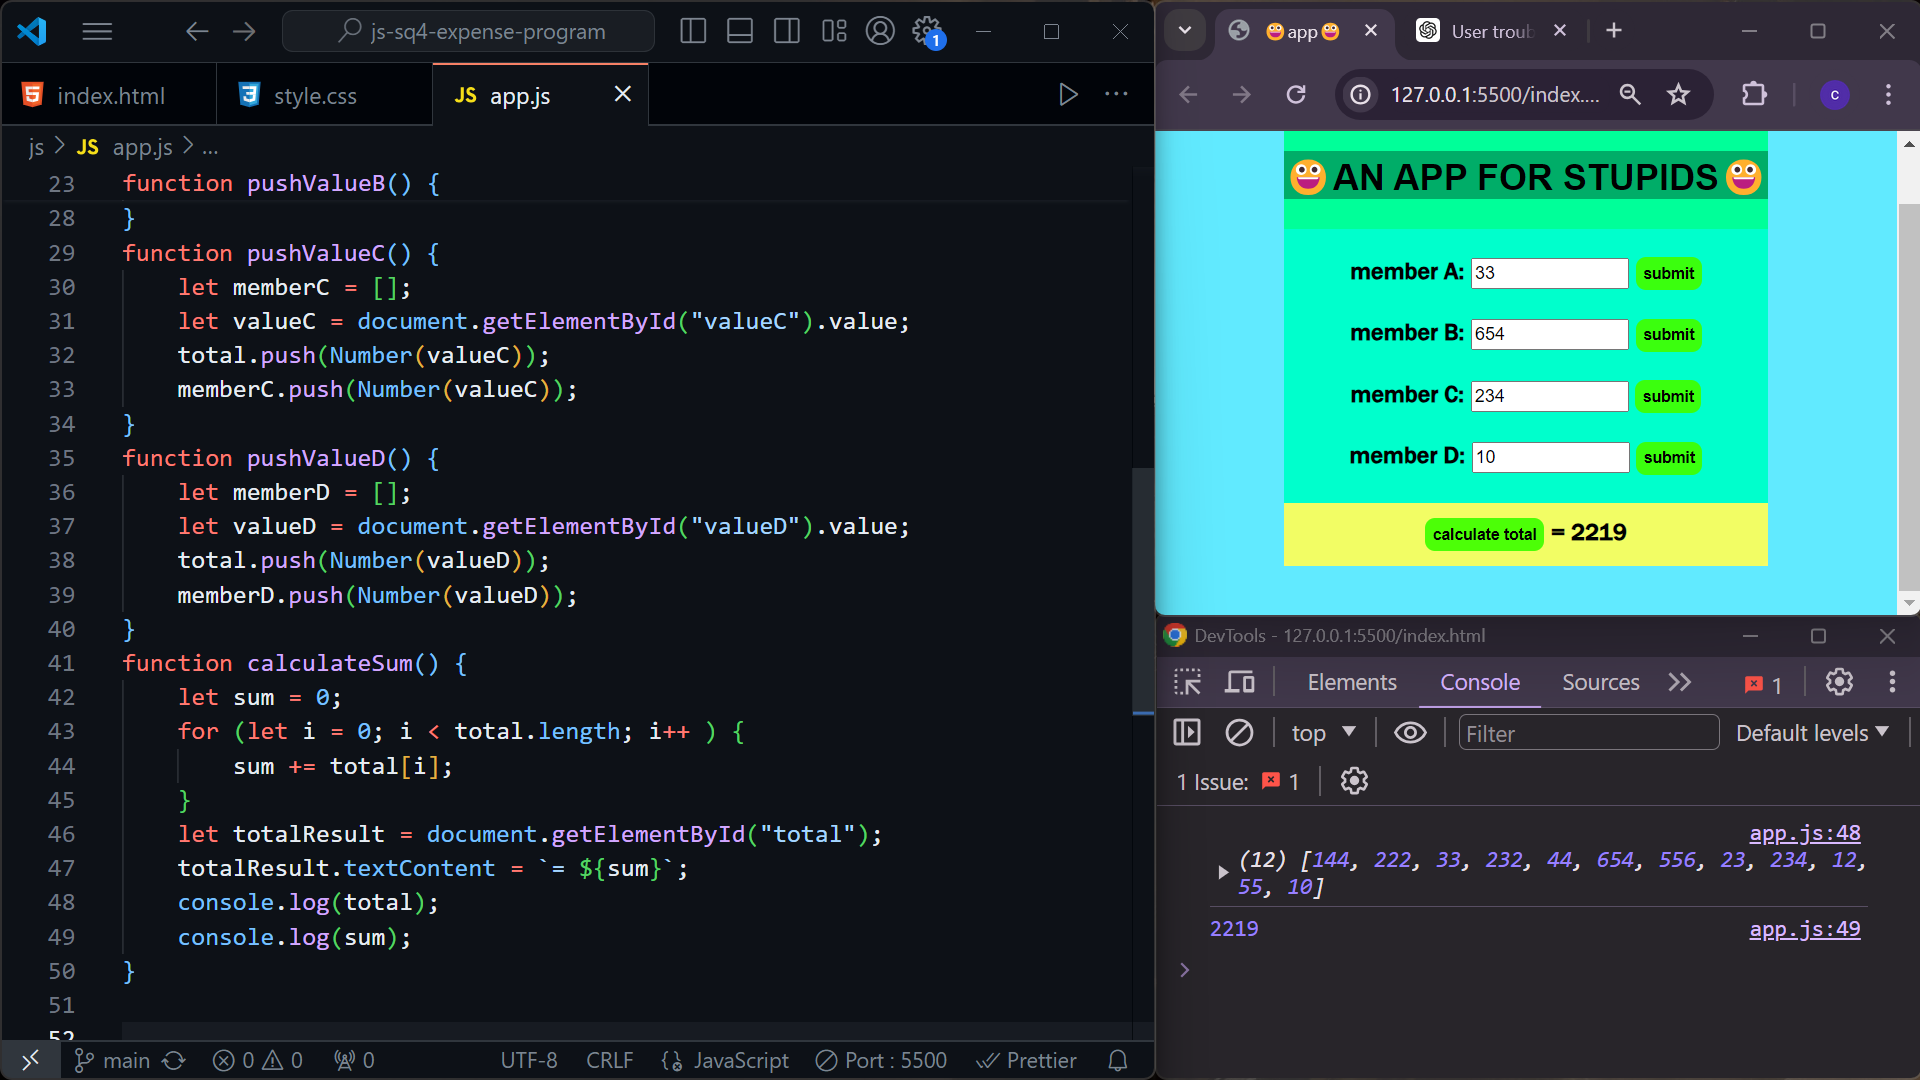 js-sq4-expense-program
1
index.html
style.css
JS app.js
js > JS app.js > ...
23 function pushValueB() {
28 }
29 function pushValueC() {
30 let memberC = [];
31 let valueC = document.getElementById("valueC").value;
32 total.push(Number(valueC));
33 memberC.push(Number(valueC));
34 }
35 function pushValueD() {
36 let memberD = [];
37 let valueD = document.getElementById("valueD").value;
38 total.push(Number(valueD));
39 memberD.push(Number(valueD));
40 }
41 function calculateSum() {
42 let sum = 0;
43 for (let i = 0; i < total.length; i++ ) {
44 sum += total[i];
45 }
46 let totalResult = document.getElementById("total");
47 totalResult.textContent = `= ${sum}`;
48 console.log(total);
49 console.log(sum);
50 }
51
52
main 0 0 0 UTF-8 CRLF {} JavaScript Port : 5500 Prettier
😀app😀
User troub
127.0.0.1:5500/index....
c
😀 AN APP FOR STUPIDS 😀
member A: 33 submit
member B: 654 submit
member C: 234 submit
member D: 10 submit
calculate total = 2219
DevTools - 127.0.0.1:5500/index.html
Elements Console Sources 1
top Filter Default levels
1 Issue: 1
app.js:48
(12) [144, 222, 33, 232, 44, 654, 556, 23, 234, 12,
55, 10]
2219 app.js:49